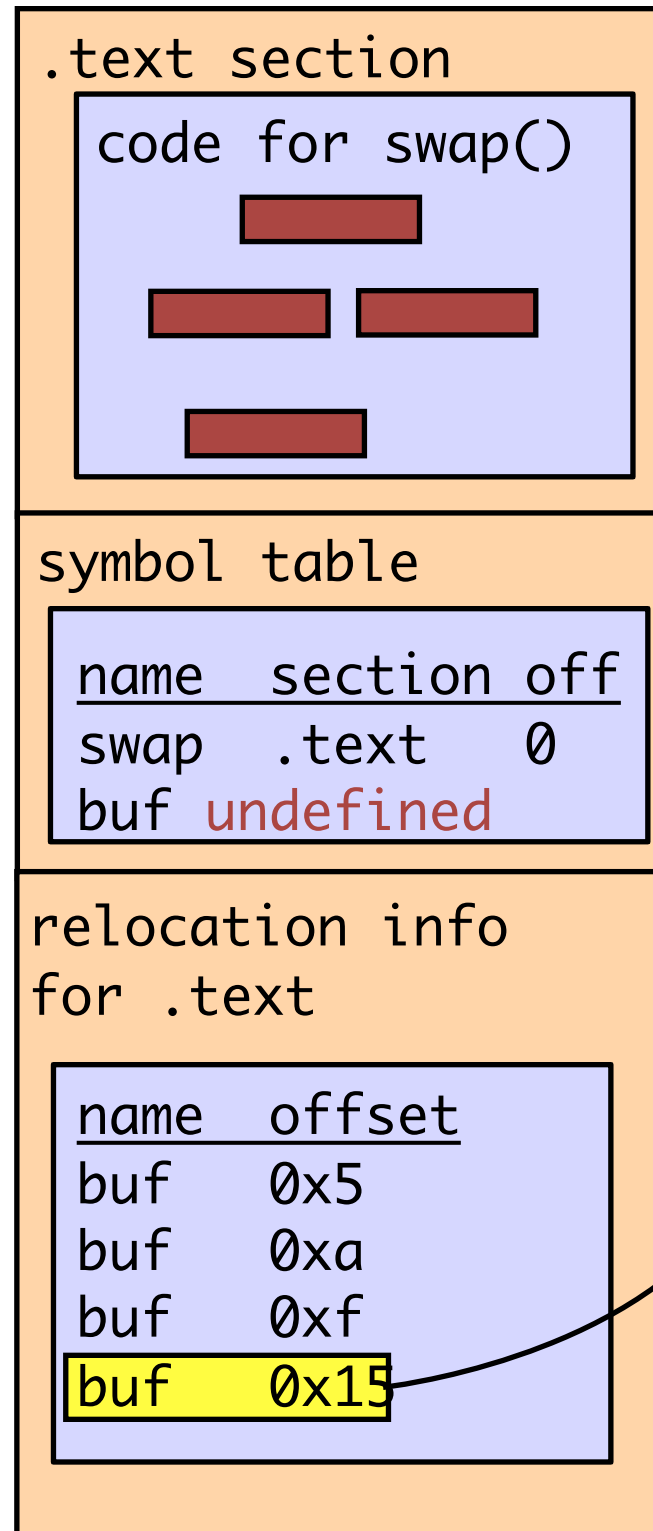 .text section
code for swap()
symbol table
name section off
swap .text 0
buf undefined
relocation info
for .text
name offset
buf 0x5
buf 0xa
buf 0xf
buf 0x15